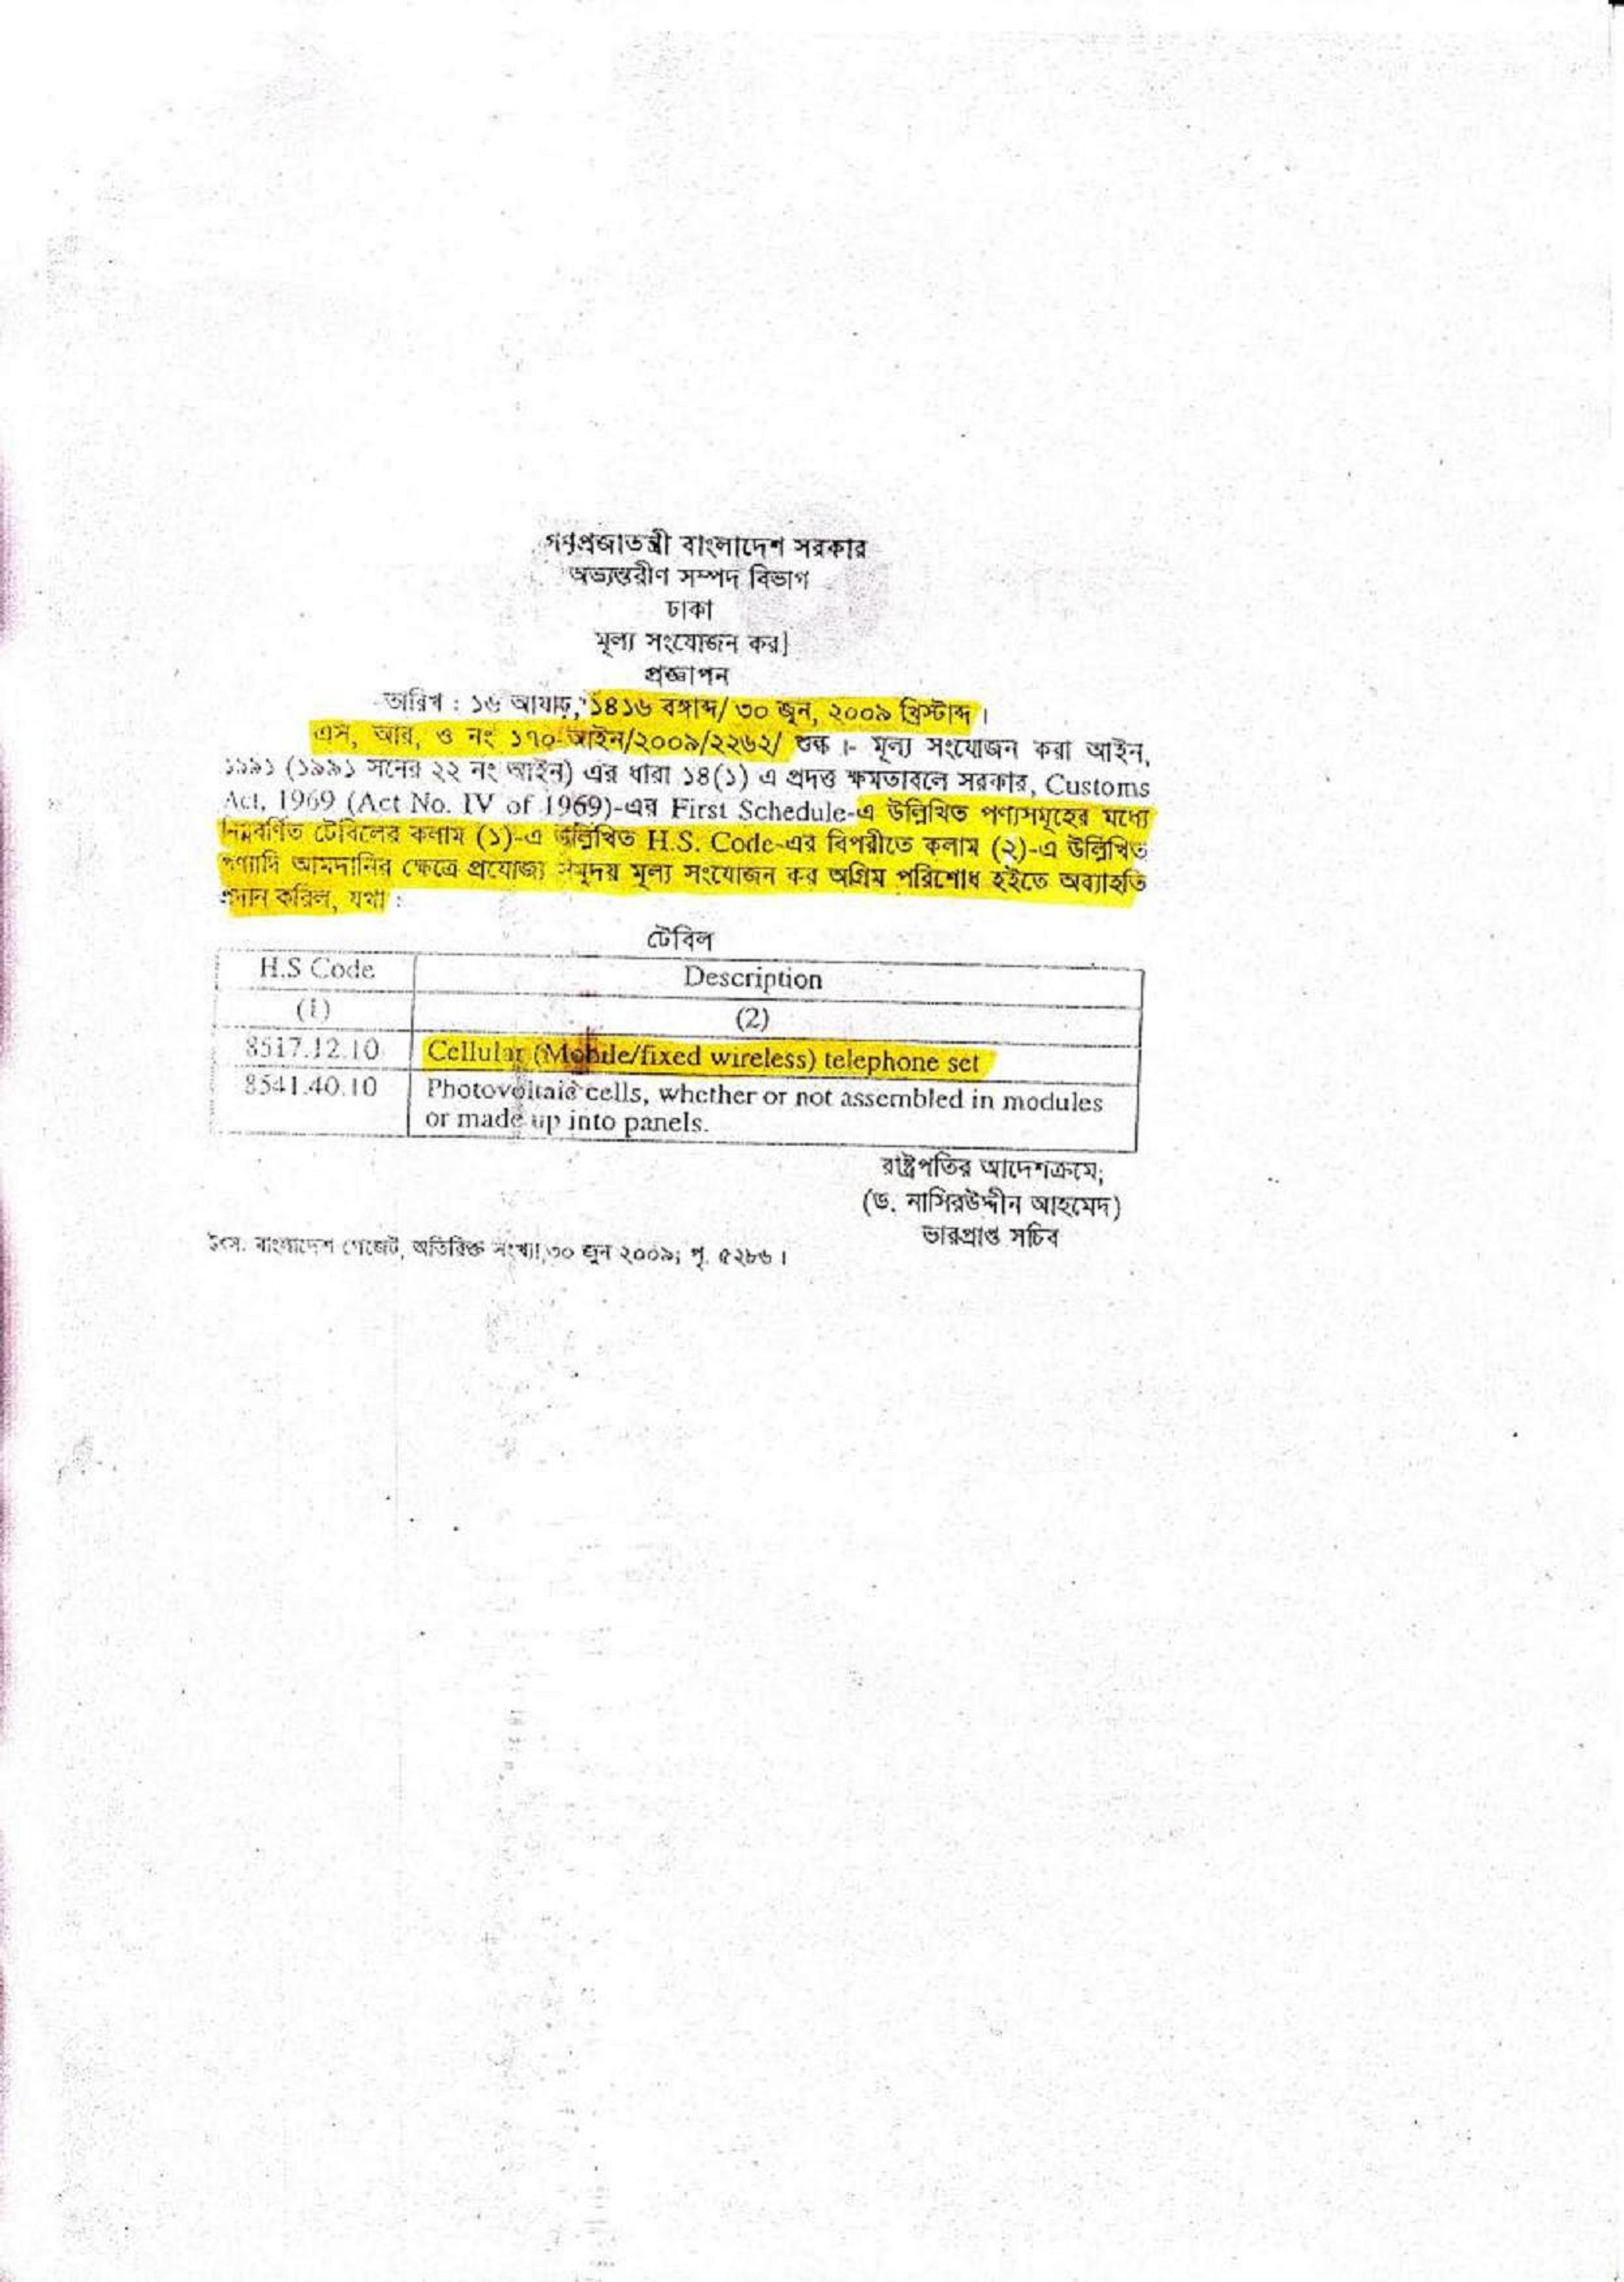 গণপ্রজাতন্ত্রী বাংলাদেশ সরকার
অভ্যন্তরীণ সম্পদ বিভাগ
ঢাকা
মূল্য সংযোজন কর]
প্রজ্ঞাপন
তারিখ : ১৬ আষাঢ়, ১৪১৬ বঙ্গাব্দ/ ৩০ জুন, ২০০৯ খ্রিস্টাব্দ।
এস, আর, ও নং ১৭০-আইন/২০০৯/২২৬২/ শুল্ক ।- মূল্য সংযোজন করা আইন,
১৯৯১ (১৯৯১ সনের ২২ নং আইন) এর ধারা ১৪(১) এ প্রদত্ত ক্ষমতাবলে সরকার, Customs
Act, 1969 (Act No. IV of 1969)-এর First Schedule-এ উল্লিখিত পণ্যসমূহের মধ্যে
নিম্নবর্ণিত টেবিলের কলাম (১)-এ উল্লিখিত H.S. Code-এর বিপরীতে কলাম (২)-এ উল্লিখিত
পণ্যাদি আমদানির ক্ষেত্রে প্রযোজ্য সমুদয় মূল্য সংযোজন কর অগ্রিম পরিশোধ হইতে অব্যাহতি
প্রদান করিল, যথা :
টেবিল
H.S Code Description
(1) (2)
8517.12.10 Cellular (Mobile/fixed wireless) telephone set
8541.40.10 Photovoltaic cells, whether or not assembled in modules
or made up into panels.
রাষ্ট্রপতির আদেশক্রমে;
(ড. নাসিরউদ্দীন আহমেদ)
ভারপ্রাপ্ত সচিব
উৎস. বাংলাদেশ গেজেট, অতিরিক্ত সংখ্যা ৩০ জুন ২০০৯; পৃ. ৫২৮৬।